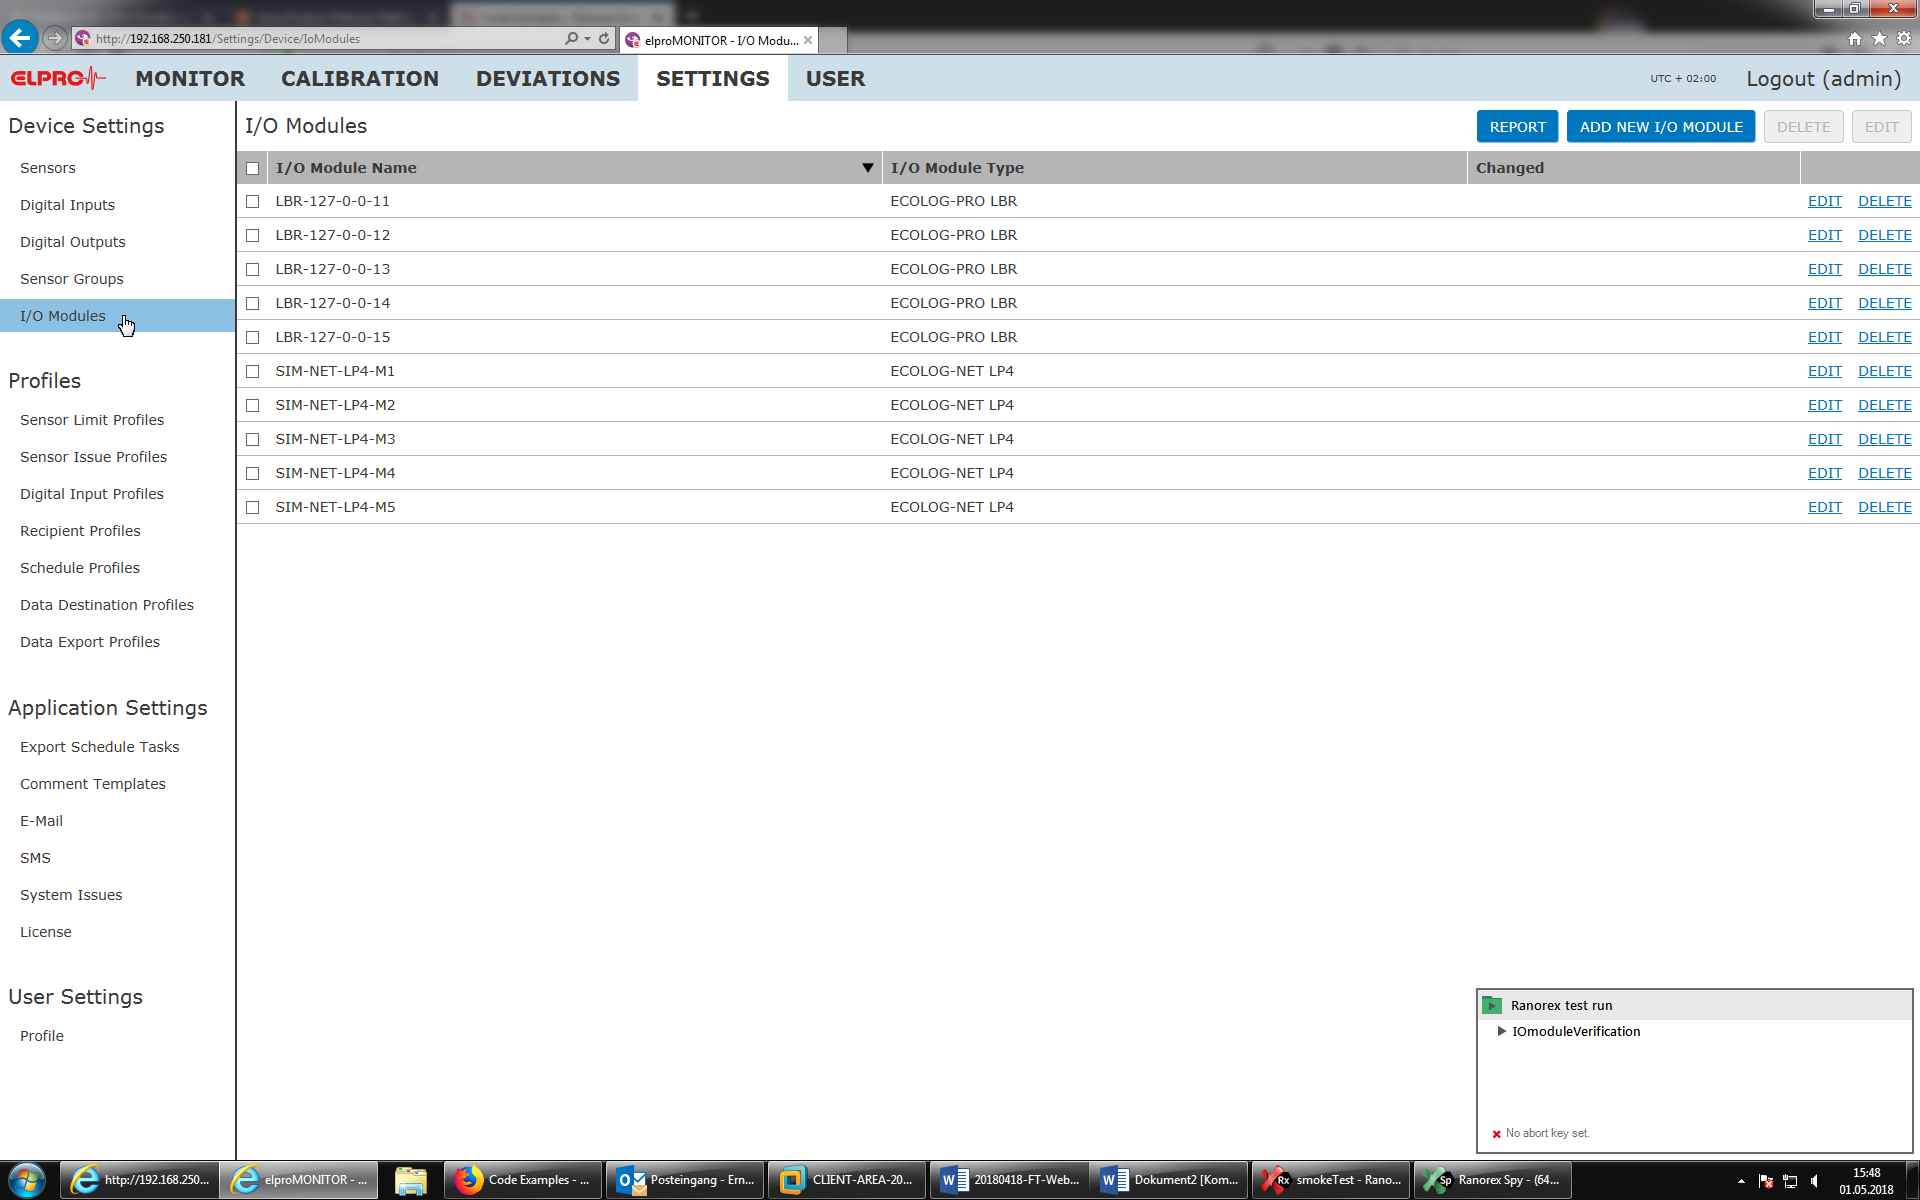 http://192.168.250.181/Settings/Device/IoModules
elproMONITOR - I/O Modu...
ELPRO
MONITOR
CALIBRATION
DEVIATIONS
SETTINGS
USER
UTC + 02:00
Logout (admin)
Device Settings
Sensors
Digital Inputs
Digital Outputs
Sensor Groups
I/O Modules
Profiles
Sensor Limit Profiles
Sensor Issue Profiles
Digital Input Profiles
Recipient Profiles
Schedule Profiles
Data Destination Profiles
Data Export Profiles
Application Settings
Export Schedule Tasks
Comment Templates
E-Mail
SMS
System Issues
License
User Settings
Profile
I/O Modules
REPORT
ADD NEW I/O MODULE
DELETE
EDIT
I/O Module Name ▼ I/O Module Type Changed
LBR-127-0-0-11 ECOLOG-PRO LBR EDIT DELETE
LBR-127-0-0-12 ECOLOG-PRO LBR EDIT DELETE
LBR-127-0-0-13 ECOLOG-PRO LBR EDIT DELETE
LBR-127-0-0-14 ECOLOG-PRO LBR EDIT DELETE
LBR-127-0-0-15 ECOLOG-PRO LBR EDIT DELETE
SIM-NET-LP4-M1 ECOLOG-NET LP4 EDIT DELETE
SIM-NET-LP4-M2 ECOLOG-NET LP4 EDIT DELETE
SIM-NET-LP4-M3 ECOLOG-NET LP4 EDIT DELETE
SIM-NET-LP4-M4 ECOLOG-NET LP4 EDIT DELETE
SIM-NET-LP4-M5 ECOLOG-NET LP4 EDIT DELETE
Ranorex test run
IOmoduleVerification
No abort key set.
http://192.168.250...
elproMONITOR - ...
Code Examples - ...
Posteingang - Ern...
CLIENT-AREA-20...
20180418-FT-Web...
Dokument2 [Kom...
Rx
smokeTest - Rano...
Sp
Ranorex Spy - (64...
15:48
01.05.2018